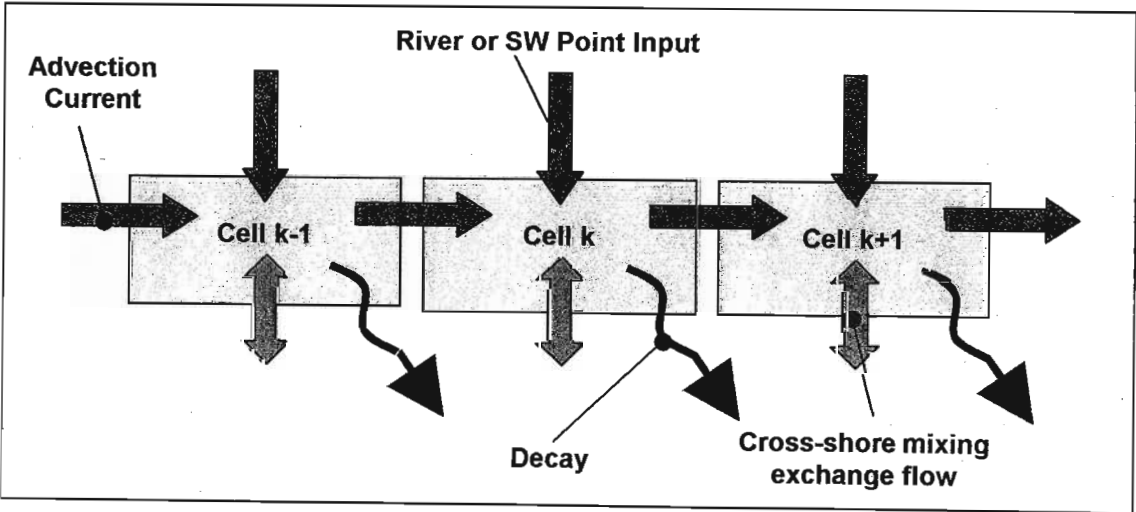 River or SW Point Input
Advection
Current
Cell k-1
Cell k
Cell k+1
Decay
Cross-shore mixing
exchange flow